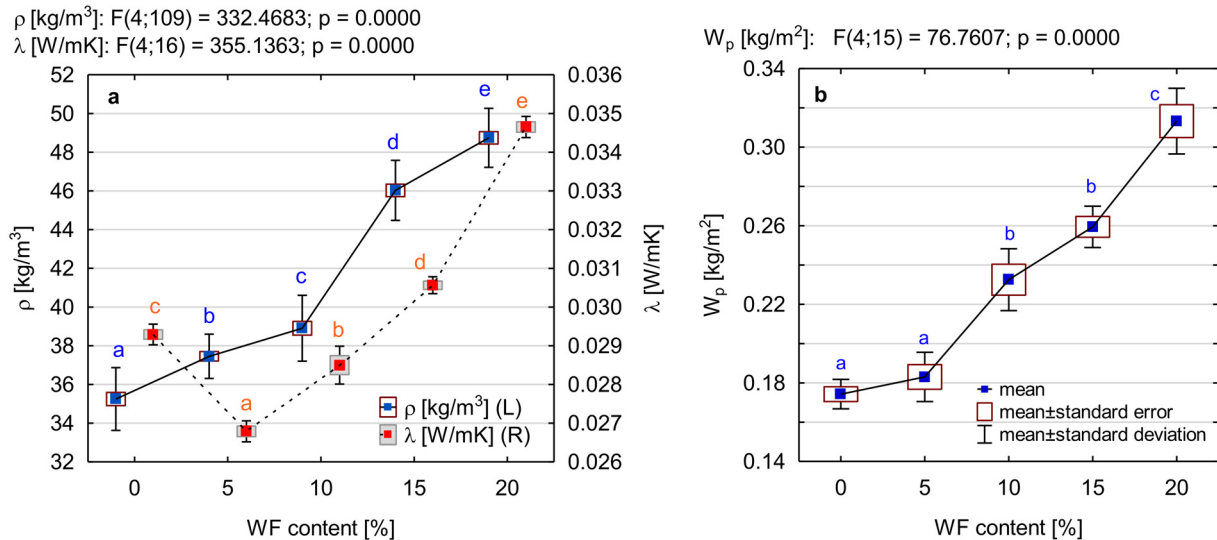 ρ [kg/m³]: F(4;109) = 332.4683; p = 0.0000
λ [W/mK]: F(4;16) = 355.1363; p = 0.0000
a
52
50
48
46
44
42
40
38
36
34
32
ρ [kg/m³]
0.036
0.035
0.034
0.033
0.032
0.031
0.030
0.029
0.028
0.027
0.026
λ [W/mK]
a
b
c
d
e
c
a
b
d
e
ρ [kg/m³] (L)
λ [W/mK] (R)
0 5 10 15 20
WF content [%]
Wₚ [kg/m²]: F(4;15) = 76.7607; p = 0.0000
b
0.34
0.30
0.26
0.22
0.18
0.14
Wₚ [kg/m²]
a
a
b
b
c
mean
mean±standard error
mean±standard deviation
0 5 10 15 20
WF content [%]